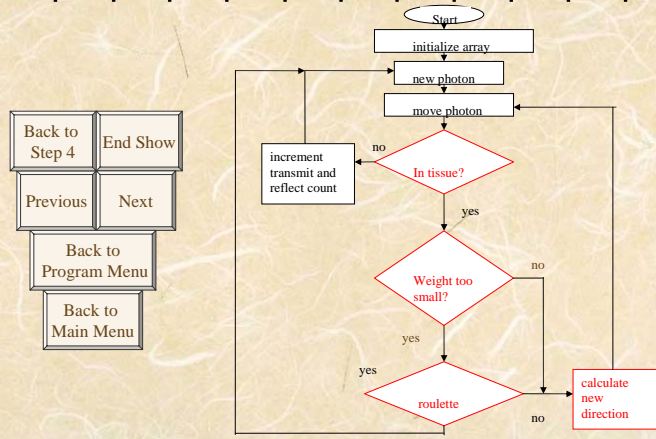 Start
initialize array
new photon
move photon
Back to
Step 4
End Show
Previous
Next
Back to
Program Menu
Back to
Main Menu
increment
transmit and
reflect count
no
In tissue?
yes
Weight too
small?
no
yes
yes
roulette
no
calculate
new
direction